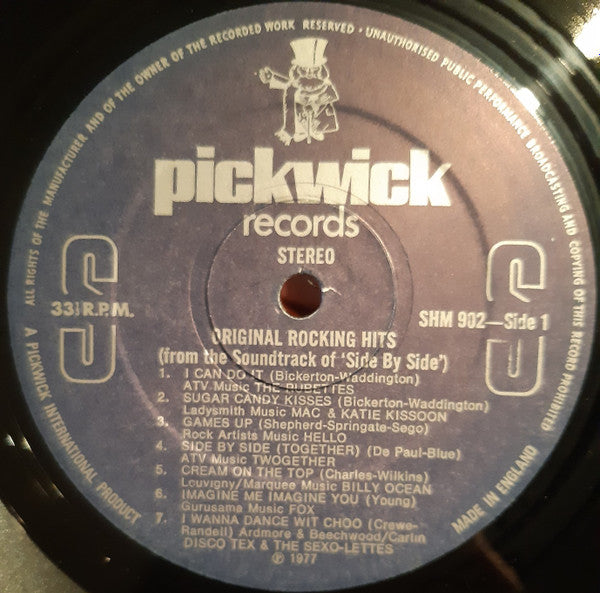 ALL RIGHTS OF THE MANUFACTURER AND OF THE OWNER OF THE RECORDED WORK RESERVED · UNAUTHORISED PUBLIC PERFORMANCE BROADCASTING AND COPYING OF THIS RECORD PROHIBITED
pickwick
records
STEREO
33⅓ R.P.M.
SHM 902—Side 1
ORIGINAL ROCKING HITS
(from the Soundtrack of 'Side By Side')
1. I CAN DO IT (Bickerton-Waddington)
ATV Music THE RUBETTES
2. SUGAR CANDY KISSES (Bickerton-Waddington)
Ladysmith Music MAC & KATIE KISSOON
3. GAMES UP (Shepherd-Springate-Sego)
Rock Artists Music HELLO
4. SIDE BY SIDE (TOGETHER) (De Paul-Blue)
ATV Music TWOGETHER
5. CREAM ON THE TOP (Charles-Wilkins)
Louvigny/Marquee Music BILLY OCEAN
6. IMAGINE ME IMAGINE YOU (Young)
Gurusama Music FOX
7. I WANNA DANCE WIT CHOO (Crewe-
Randell) Ardmore & Beechwood/Carlin
DISCO TEX & THE SEXO-LETTES
℗ 1977
A PICKWICK INTERNATIONAL PRODUCT
MADE IN ENGLAND